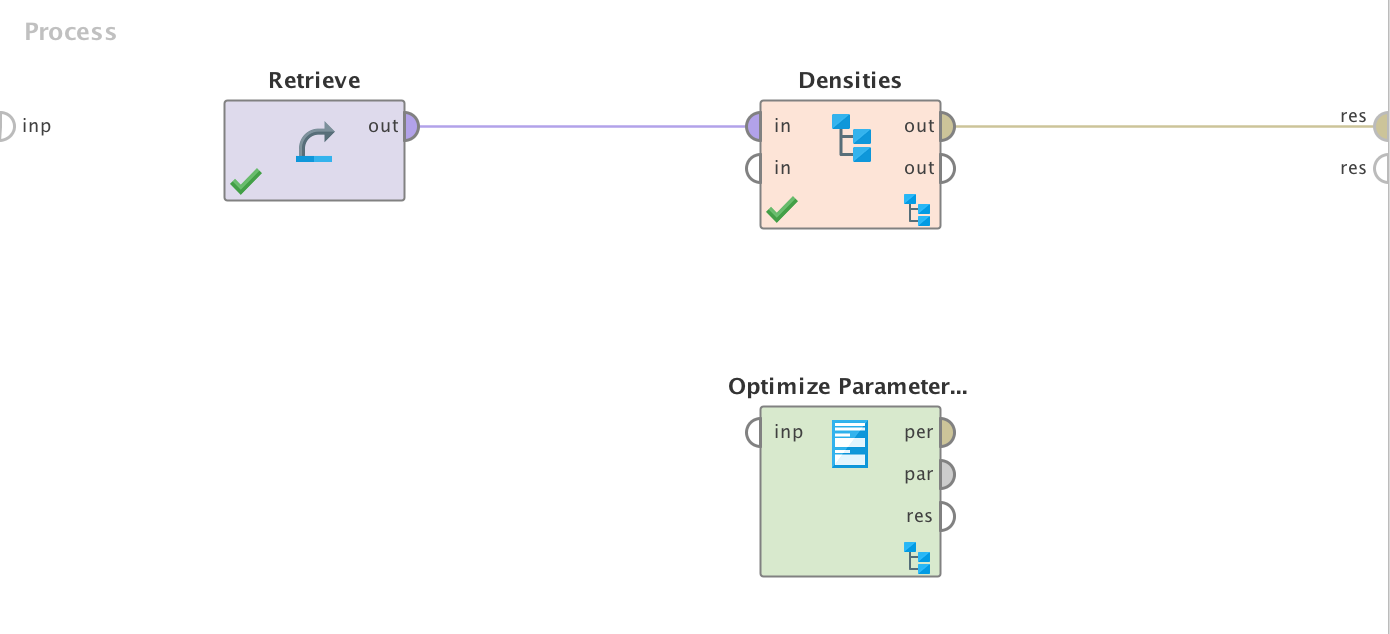 Process
Retrieve
Densities
inp
out
in
out
res
in
out
res
Optimize Parameter...
inp
per
par
res